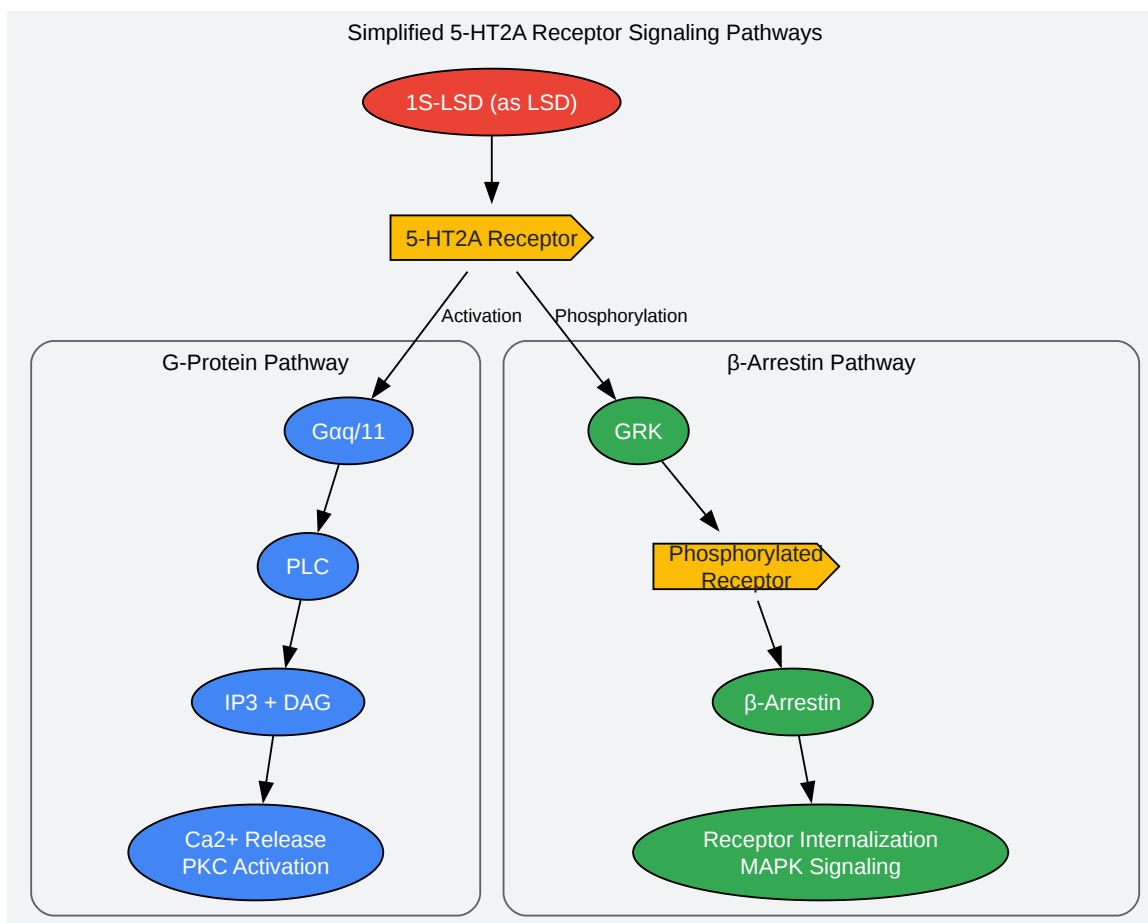 Simplified 5-HT2A Receptor Signaling Pathways
1S-LSD (as LSD)
5-HT2A Receptor
Activation
Phosphorylation
G-Protein Pathway
Gαq/11
PLC
IP3 + DAG
Ca2+ Release
PKC Activation
β-Arrestin Pathway
GRK
Phosphorylated
Receptor
β-Arrestin
Receptor Internalization
MAPK Signaling